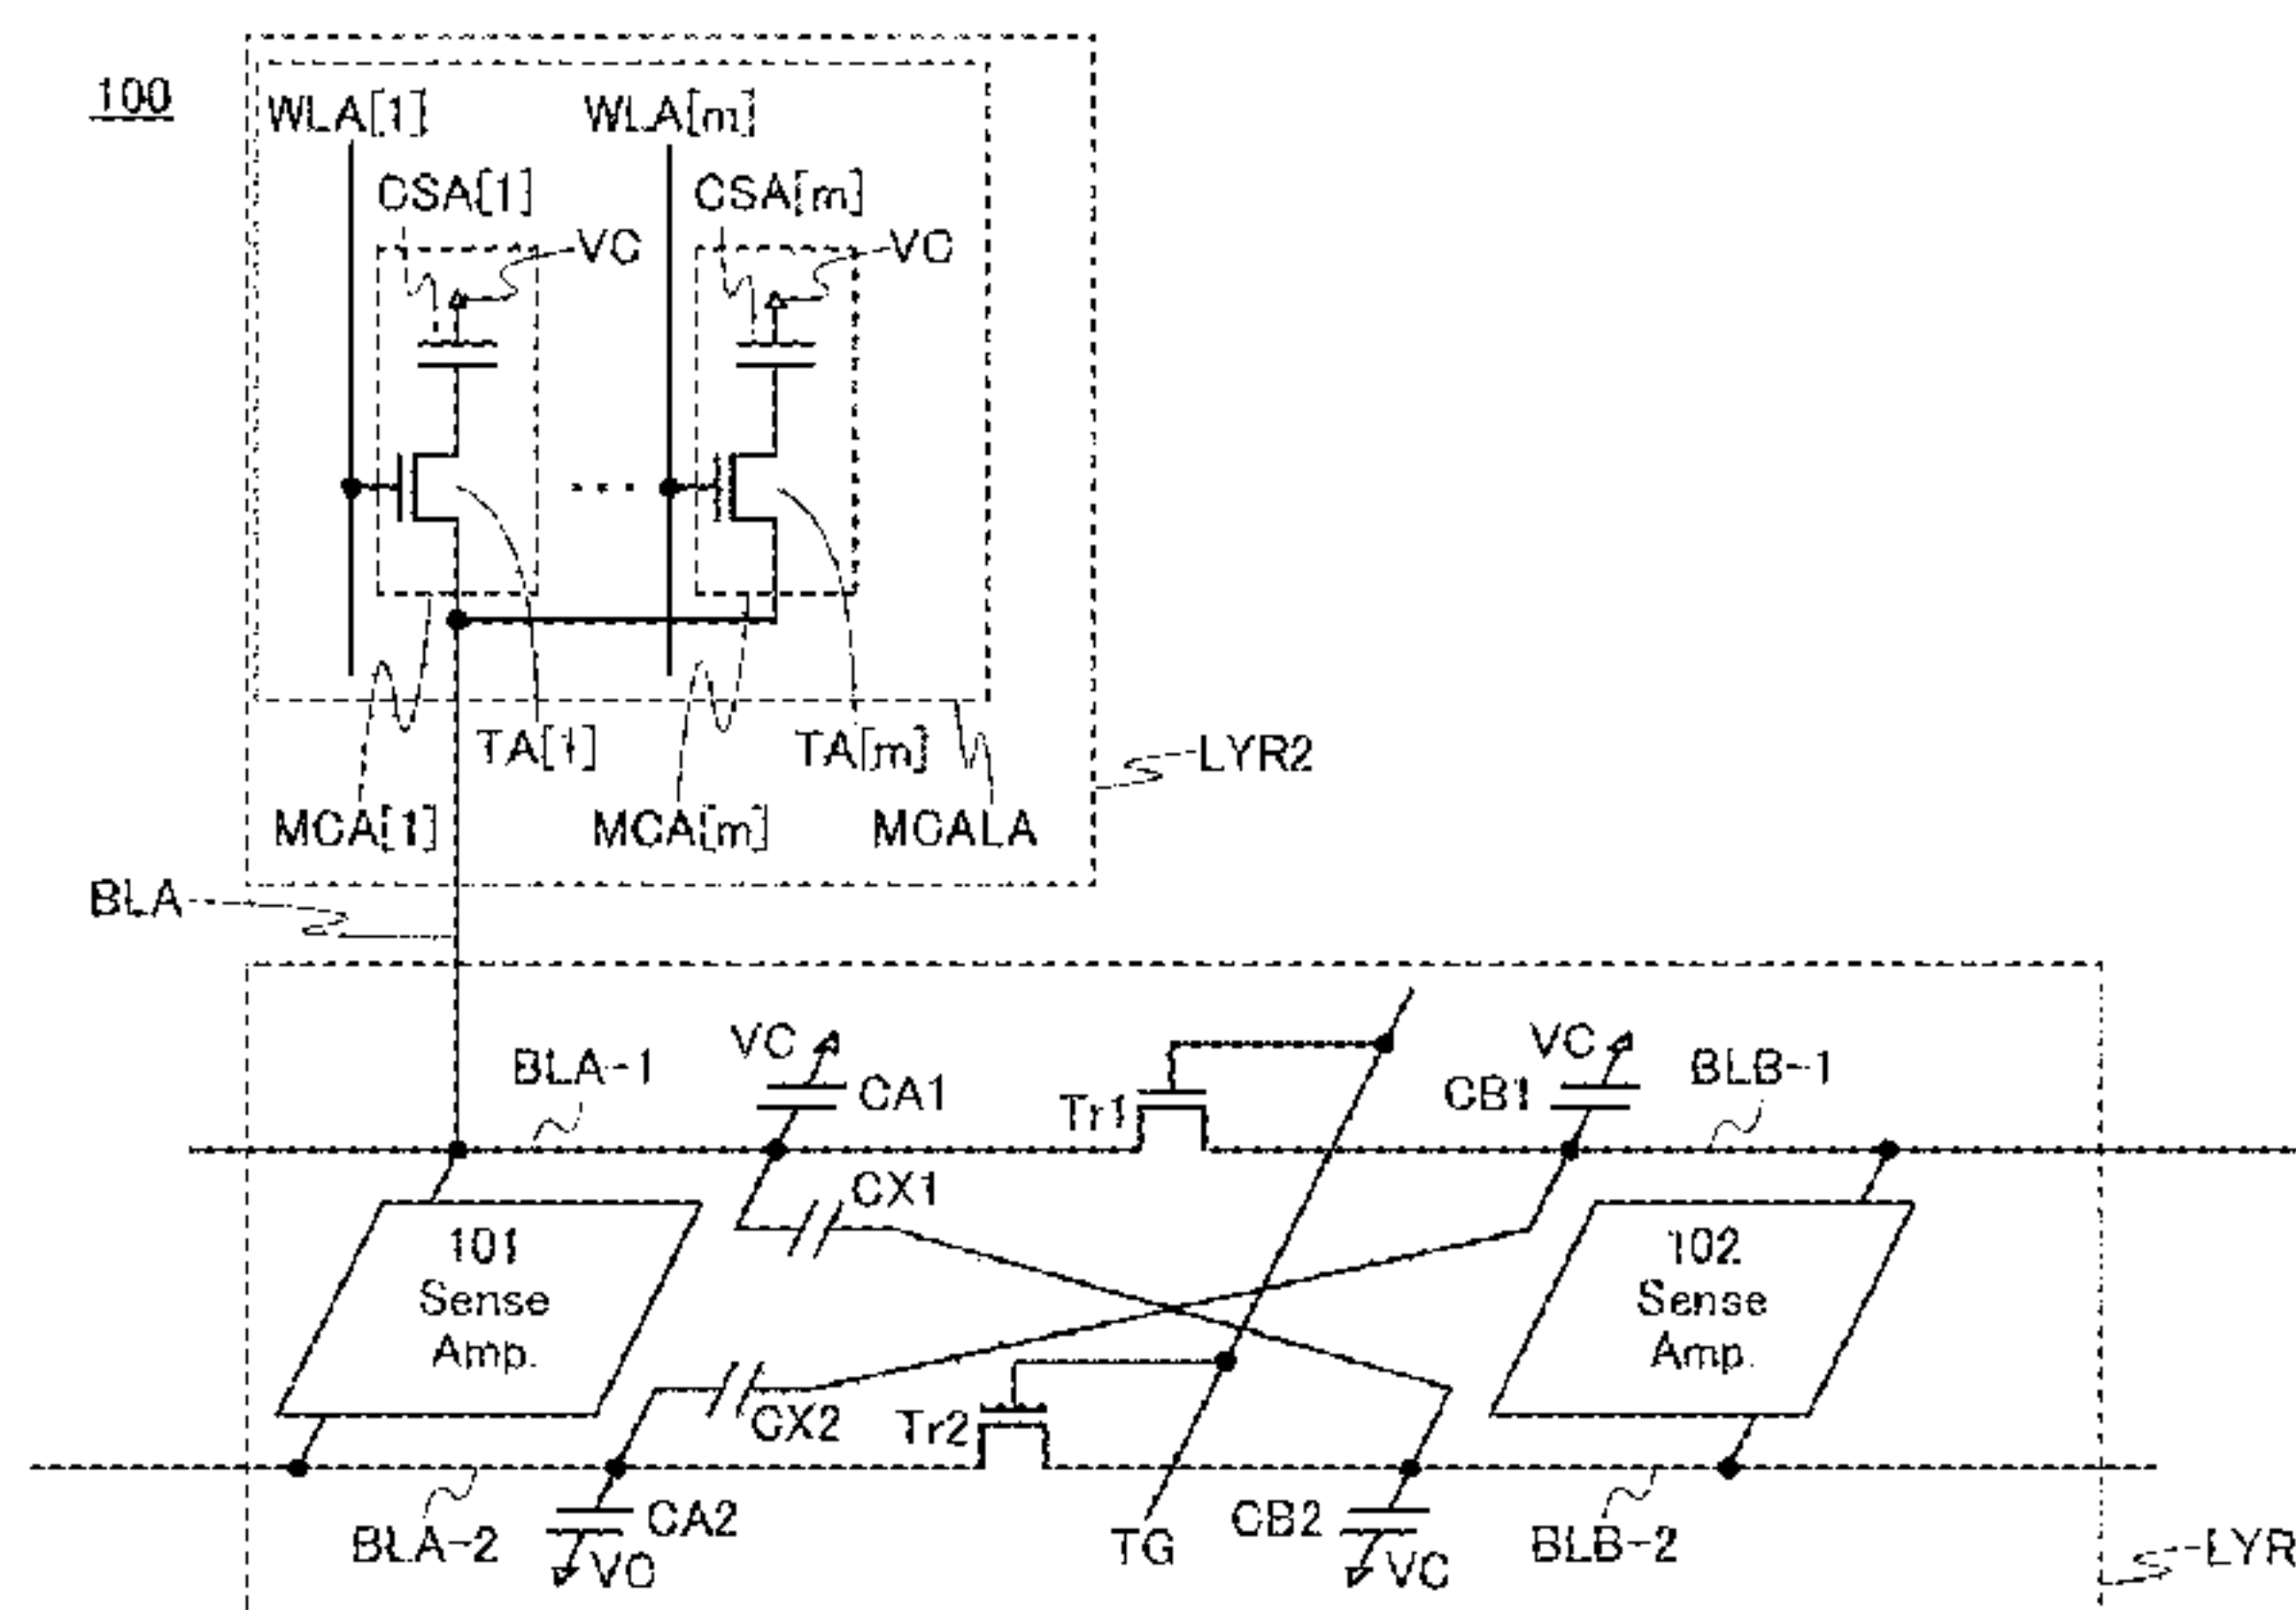 100
WLA[1] WLA[m]
CSA[1] CSA[m]
VC VC
TA[1] TA[m]
LYR2
MCA[1] MCA[m] MCALA
BLA
VC VC
BLA-1 CA1 Tr1 CB1 BLB-1
CX1
101 102
Sense Sense
Amp. Amp.
CX2 Tr2
BLA-2 CA2 TG CB2 BLB-2
VC VC
LYR